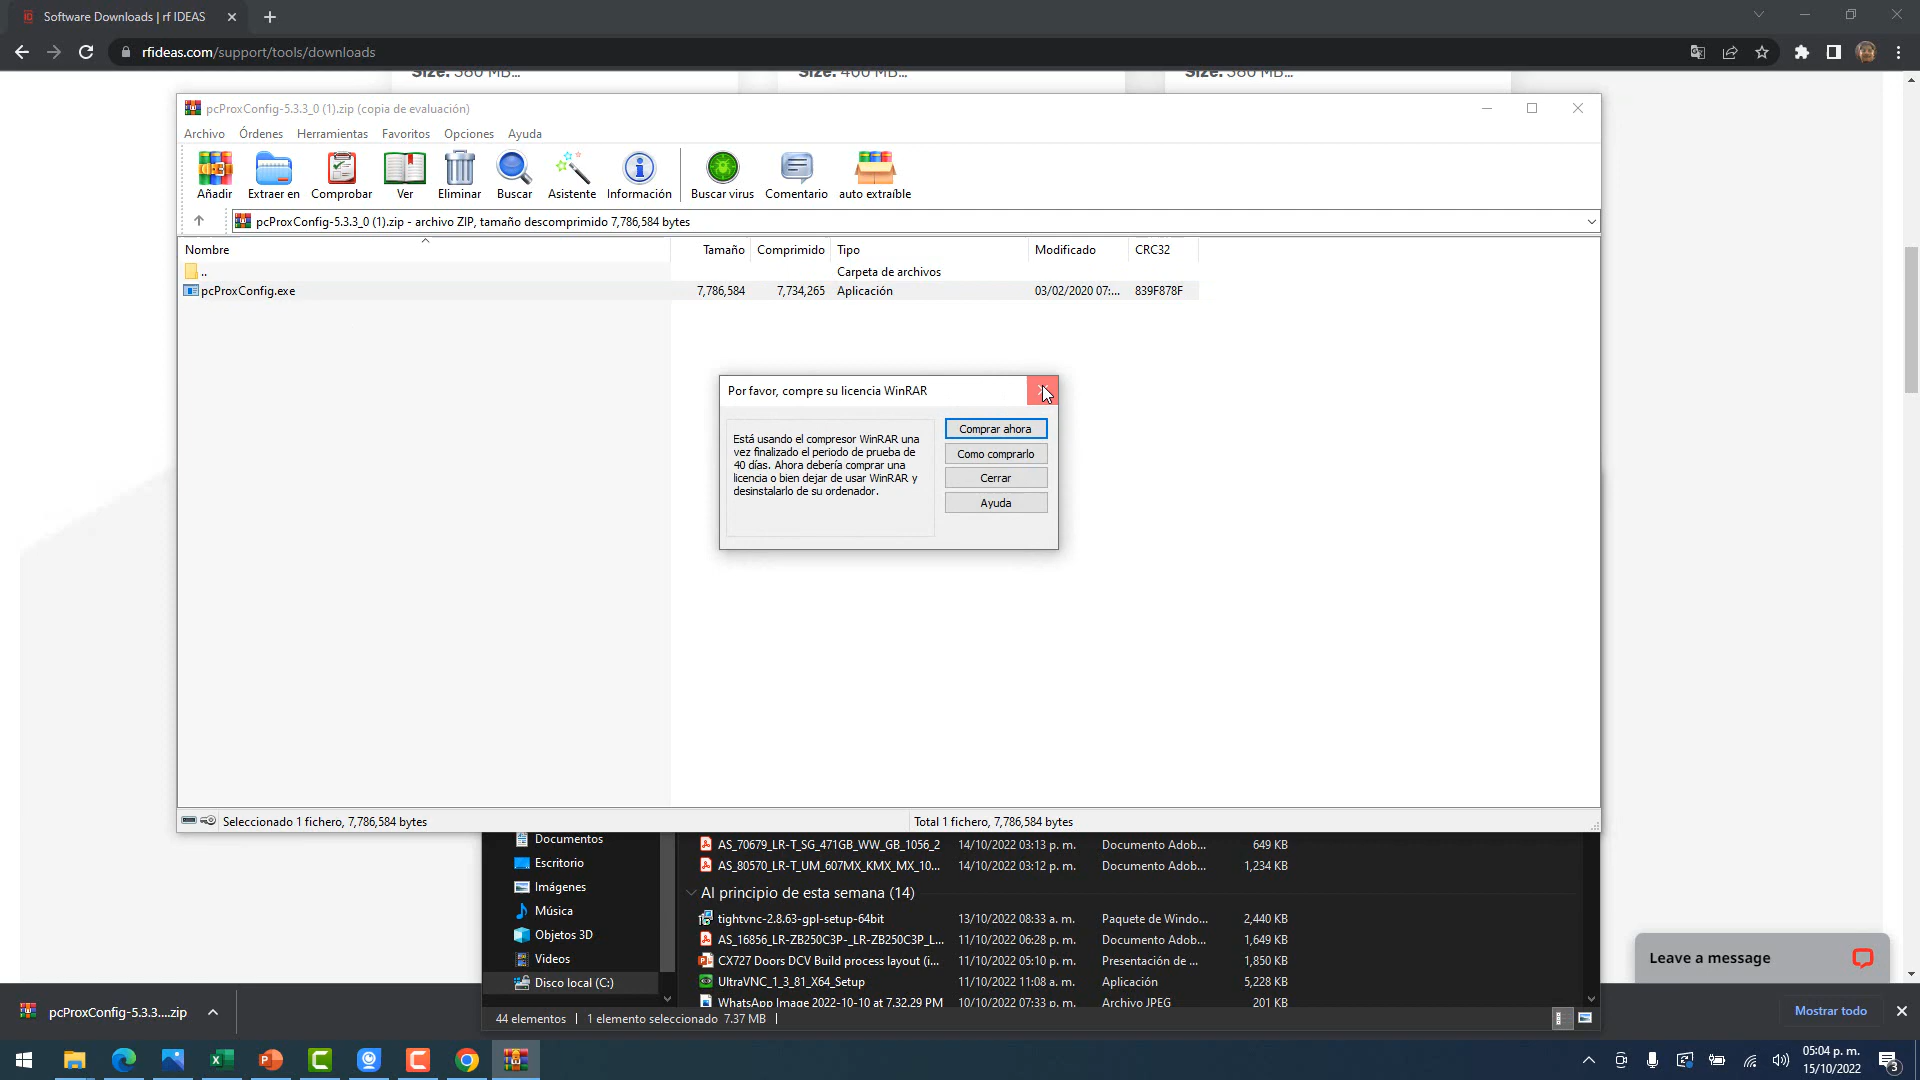 Software Downloads | rf IDEAS
rfideas.com/support/tools/downloads
Size: 380 MB... Size: 400 MB... Size: 380 MB...
pcProxConfig-5.3.3_0 (1).zip (copia de evaluación)
Archivo Órdenes Herramientas Favoritos Opciones Ayuda
Añadir Extraer en Comprobar Ver Eliminar Buscar Asistente Información Buscar virus Comentario auto extraíble
pcProxConfig-5.3.3_0 (1).zip - archivo ZIP, tamaño descomprimido 7,786,584 bytes
Nombre Tamaño Comprimido Tipo Modificado CRC32
.. Carpeta de archivos
pcProxConfig.exe 7,786,584 7,734,265 Aplicación 03/02/2020 07:... 839F878F
Por favor, compre su licencia WinRAR
Está usando el compresor WinRAR una
vez finalizado el periodo de prueba de
40 días. Ahora debería comprar una
licencia o bien dejar de usar WinRAR y
desinstalarlo de su ordenador.
Comprar ahora
Como comprarlo
Cerrar
Ayuda
Seleccionado 1 fichero, 7,786,584 bytes Total 1 fichero, 7,786,584 bytes
Documentos
Escritorio
Imágenes
Música
Objetos 3D
Videos
Disco local (C:)
AS_70679_LR-T_SG_471GB_WW_GB_1056_2 14/10/2022 03:13 p. m. Documento Adob... 649 KB
AS_80570_LR-T_UM_607MX_KMX_MX_10... 14/10/2022 03:12 p. m. Documento Adob... 1,234 KB
Al principio de esta semana (14)
tightvnc-2.8.63-gpl-setup-64bit 13/10/2022 08:33 a. m. Paquete de Windo... 2,440 KB
AS_16856_LR-ZB250C3P-_LR-ZB250C3P_L... 11/10/2022 06:28 p. m. Documento Adob... 1,649 KB
CX727 Doors DCV Build process layout (i... 11/10/2022 05:10 p. m. Presentación de ... 1,850 KB
UltraVNC_1_3_81_X64_Setup 11/10/2022 11:08 a. m. Aplicación 5,228 KB
WhatsApp Image 2022-10-10 at 7.32.29 PM 10/10/2022 07:33 p. m. Archivo JPEG 201 KB
44 elementos 1 elemento seleccionado 7.37 MB
Leave a message
pcProxConfig-5.3.3....zip
Mostrar todo
05:04 p. m.
15/10/2022
3